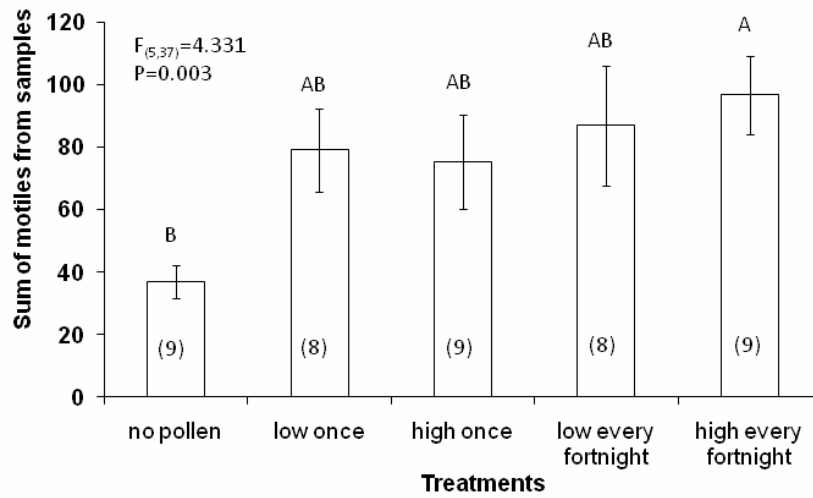 Sum of motiles from samples
120
100
80
60
40
20
0
F(5,37)=4.331
P=0.003
B
AB
AB
AB
A
(9)
(8)
(9)
(8)
(9)
no pollen
low once
high once
low every
fortnight
high every
fortnight
Treatments